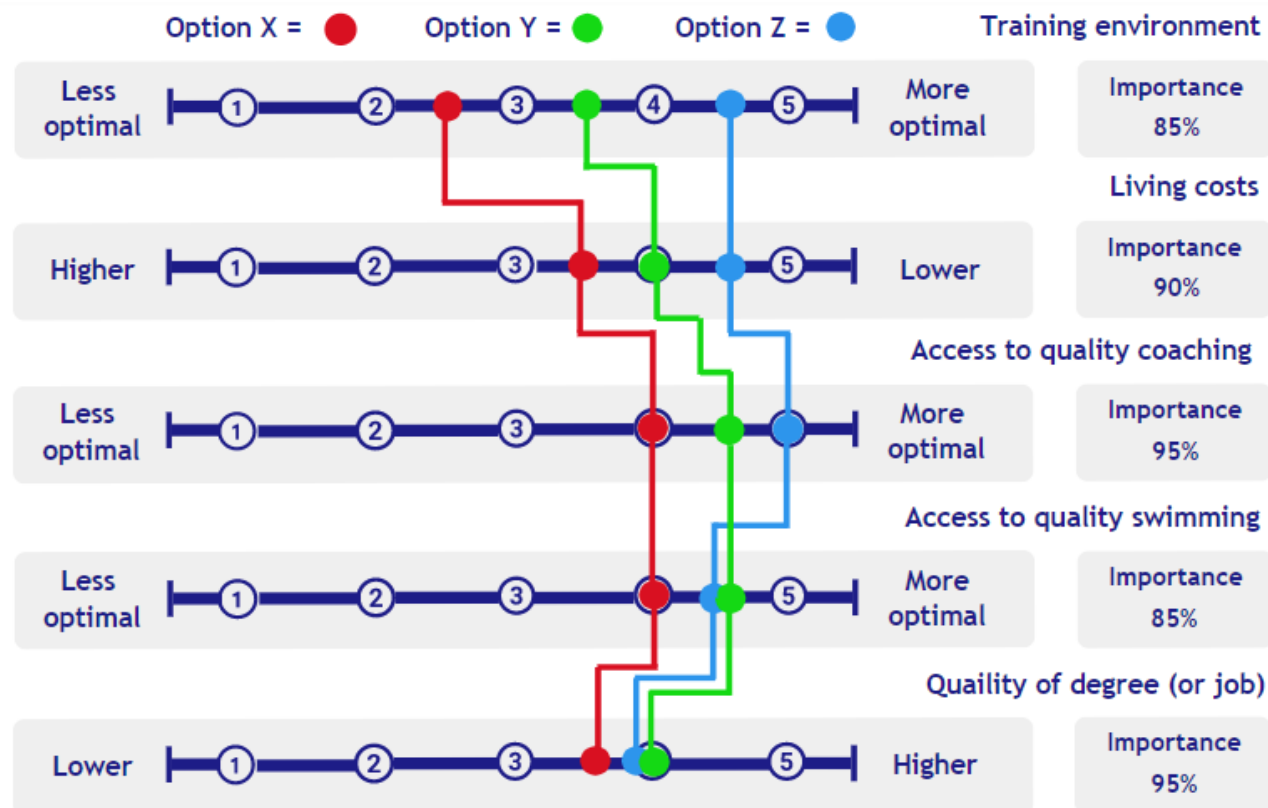 Option X =
Option Y =
Option Z =
Training environment
Less
optimal
1
2
3
4
5
More
optimal
Importance
85%
Living costs
Higher
1
2
3
5
Lower
Importance
90%
Access to quality coaching
Less
optimal
1
2
3
More
optimal
Importance
95%
Access to quality swimming
Less
optimal
1
2
3
5
More
optimal
Importance
85%
Quaility of degree (or job)
Lower
1
2
3
5
Higher
Importance
95%